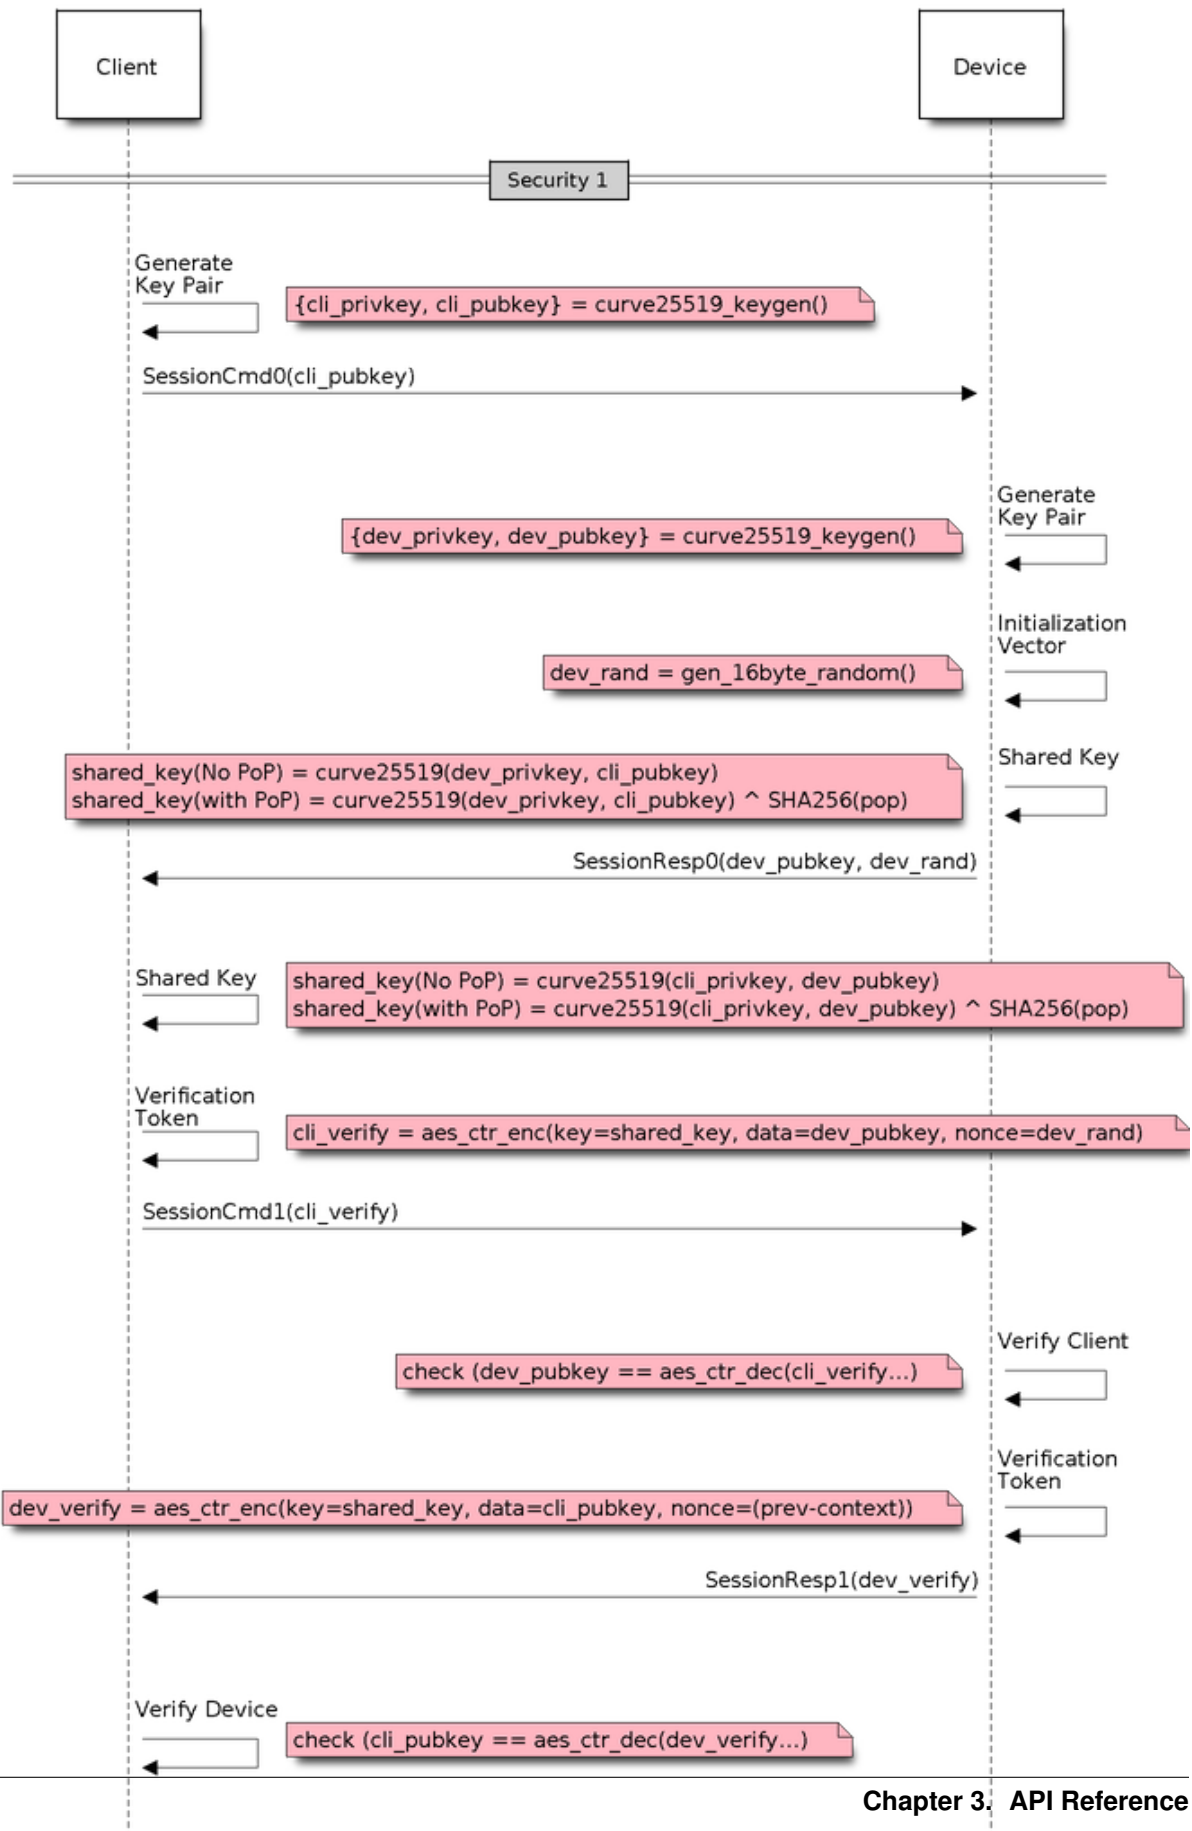 Client
Device
Security 1
Generate
Key Pair
{cli_privkey, cli_pubkey} = curve25519_keygen()
SessionCmd0(cli_pubkey)
Generate
Key Pair
{dev_privkey, dev_pubkey} = curve25519_keygen()
Initialization
Vector
dev_rand = gen_16byte_random()
Shared Key
shared_key(No PoP) = curve25519(dev_privkey, cli_pubkey)
shared_key(with PoP) = curve25519(dev_privkey, cli_pubkey) ^ SHA256(pop)
SessionResp0(dev_pubkey, dev_rand)
Shared Key
shared_key(No PoP) = curve25519(cli_privkey, dev_pubkey)
shared_key(with PoP) = curve25519(cli_privkey, dev_pubkey) ^ SHA256(pop)
Verification
Token
cli_verify = aes_ctr_enc(key=shared_key, data=dev_pubkey, nonce=dev_rand)
SessionCmd1(cli_verify)
Verify Client
check (dev_pubkey == aes_ctr_dec(cli_verify...)
Verification
Token
dev_verify = aes_ctr_enc(key=shared_key, data=cli_pubkey, nonce=(prev-context))
SessionResp1(dev_verify)
Verify Device
check (cli_pubkey == aes_ctr_dec(dev_verify...)
Chapter 3. API Reference